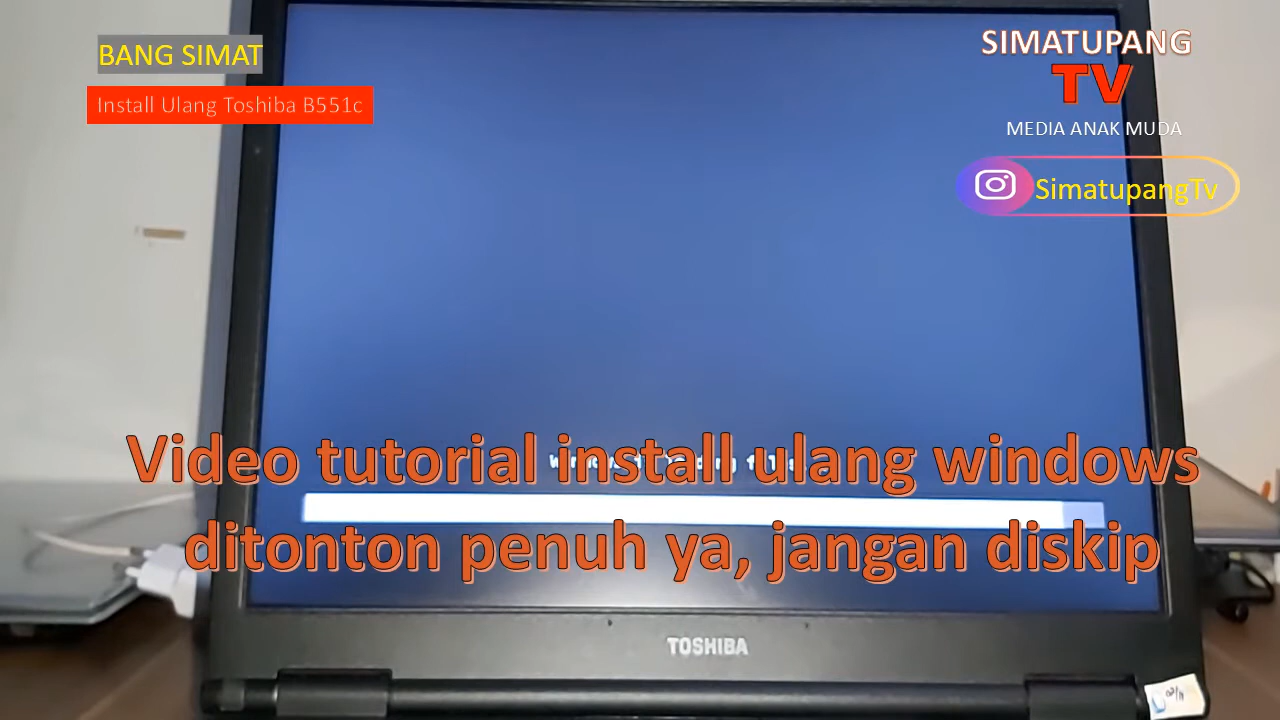 BANG SIMAT
Install Ulang Toshiba B551c
SIMATUPANG
TV
MEDIA ANAK MUDA
SimatupangTv
Video tutorial install ulang windows
ditonton penuh ya, jangan diskip
TOSHIBA